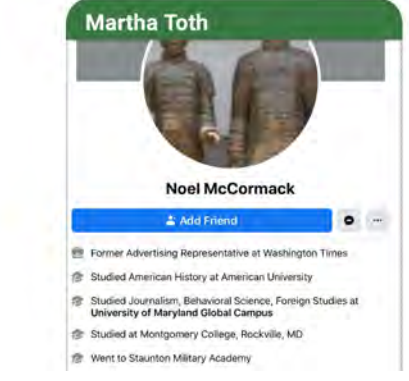 Martha Toth
Noel McCormack
Add Friend
Former Advertising Representative at Washington Times
Studied American History at American University
Studied Journalism, Behavioral Science, Foreign Studies at
University of Maryland Global Campus
Studied at Montgomery College, Rockville, MD
Went to Staunton Military Academy